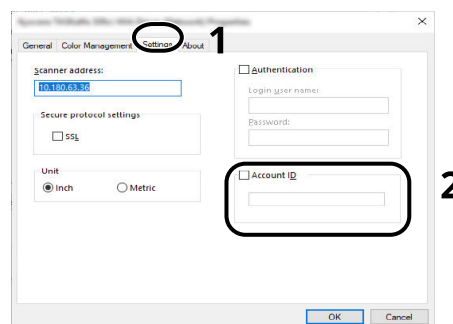 General Color Management Settings About
1
Scanner address:
10.180.63.36
Secure protocol settings
SSL
Unit
Inch Metric
Authentication
Login user name:
Password:
Account ID
2
OK Cancel